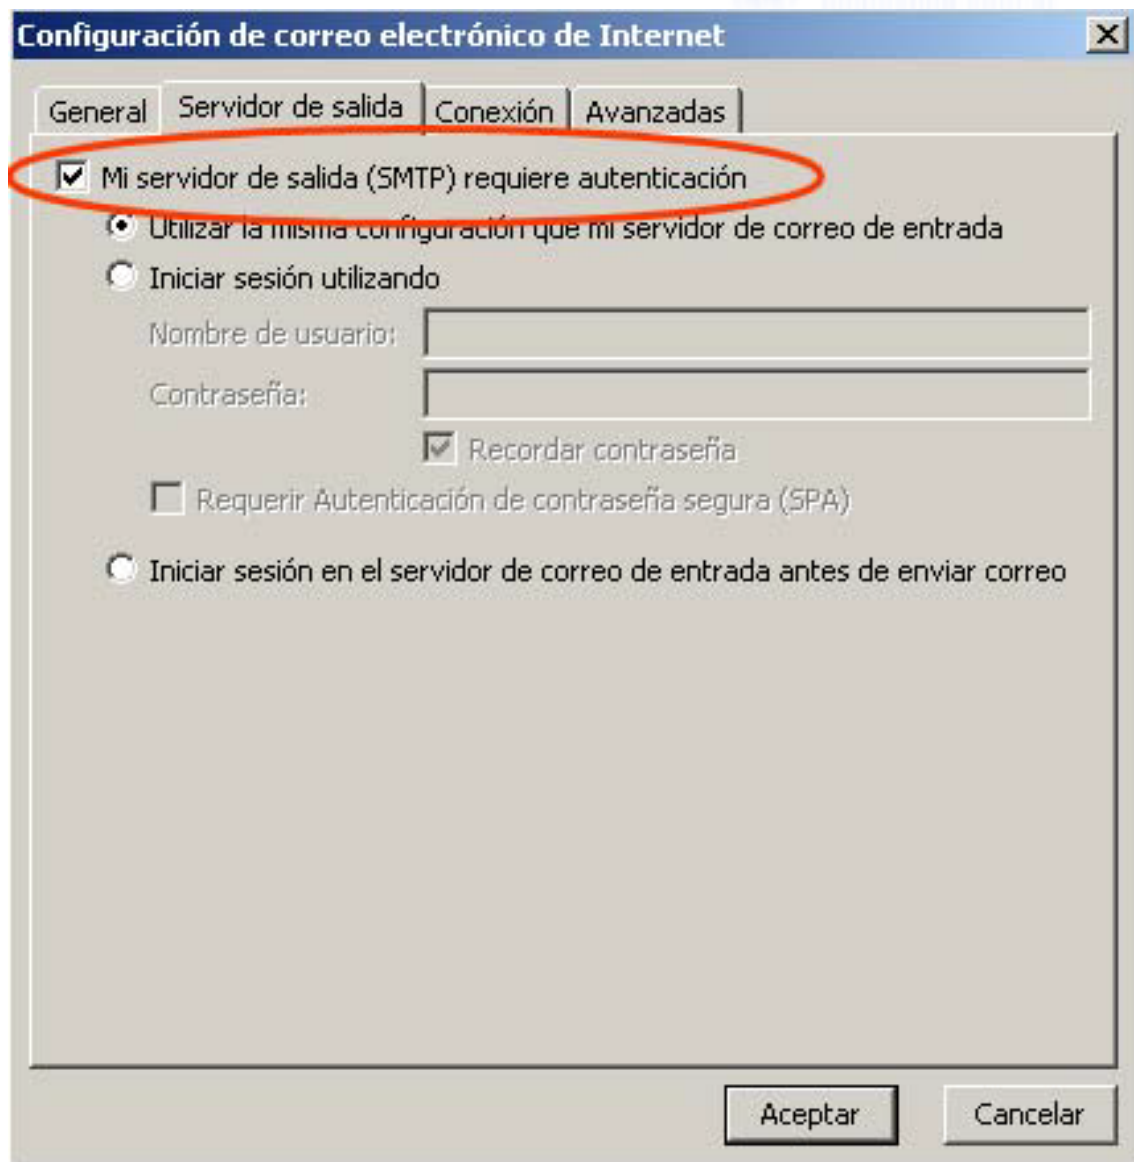 Configuración de correo electrónico de Internet
General Servidor de salida Conexión Avanzadas
Mi servidor de salida (SMTP) requiere autenticación
Utilizar la misma configuración que mi servidor de correo de entrada
Iniciar sesión utilizando
Nombre de usuario:
Contraseña:
Recordar contraseña
Requerir Autenticación de contraseña segura (SPA)
Iniciar sesión en el servidor de correo de entrada antes de enviar correo
Aceptar Cancelar